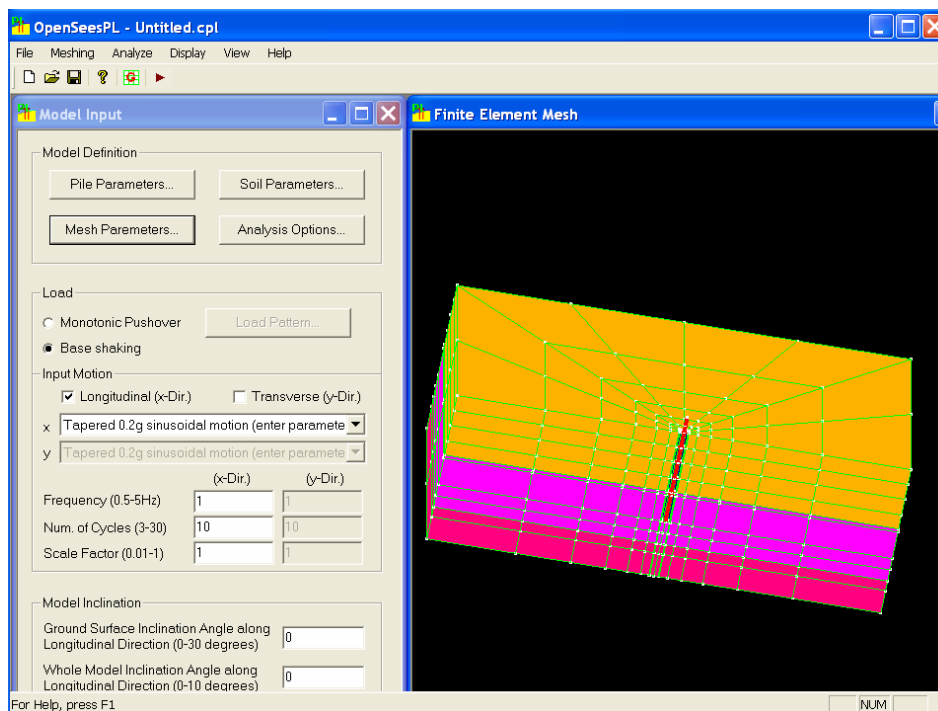 OpenSeesPL - Untitled.cpl
File Meshing Analyze Display View Help
Model Input
Finite Element Mesh
Model Definition
Pile Parameters...
Soil Parameters...
Mesh Paremeters...
Analysis Options...
Load
Monotonic Pushover
Load Pattern...
Base shaking
Input Motion
Longitudinal (x-Dir.)
Transverse (y-Dir.)
x Tapered 0.2g sinusoidal motion (enter paramete
y Tapered 0.2g sinusoidal motion (enter paramete
(x-Dir.) (y-Dir.)
Frequency (0.5-5Hz) 1 1
Num. of Cycles (3-30) 10 10
Scale Factor (0.01-1) 1 1
Model Inclination
Ground Surface Inclination Angle along
Longitudinal Direction (0-30 degrees) 0
Whole Model Inclination Angle along
Longitudinal Direction (0-10 degrees) 0
For Help, press F1
NUM